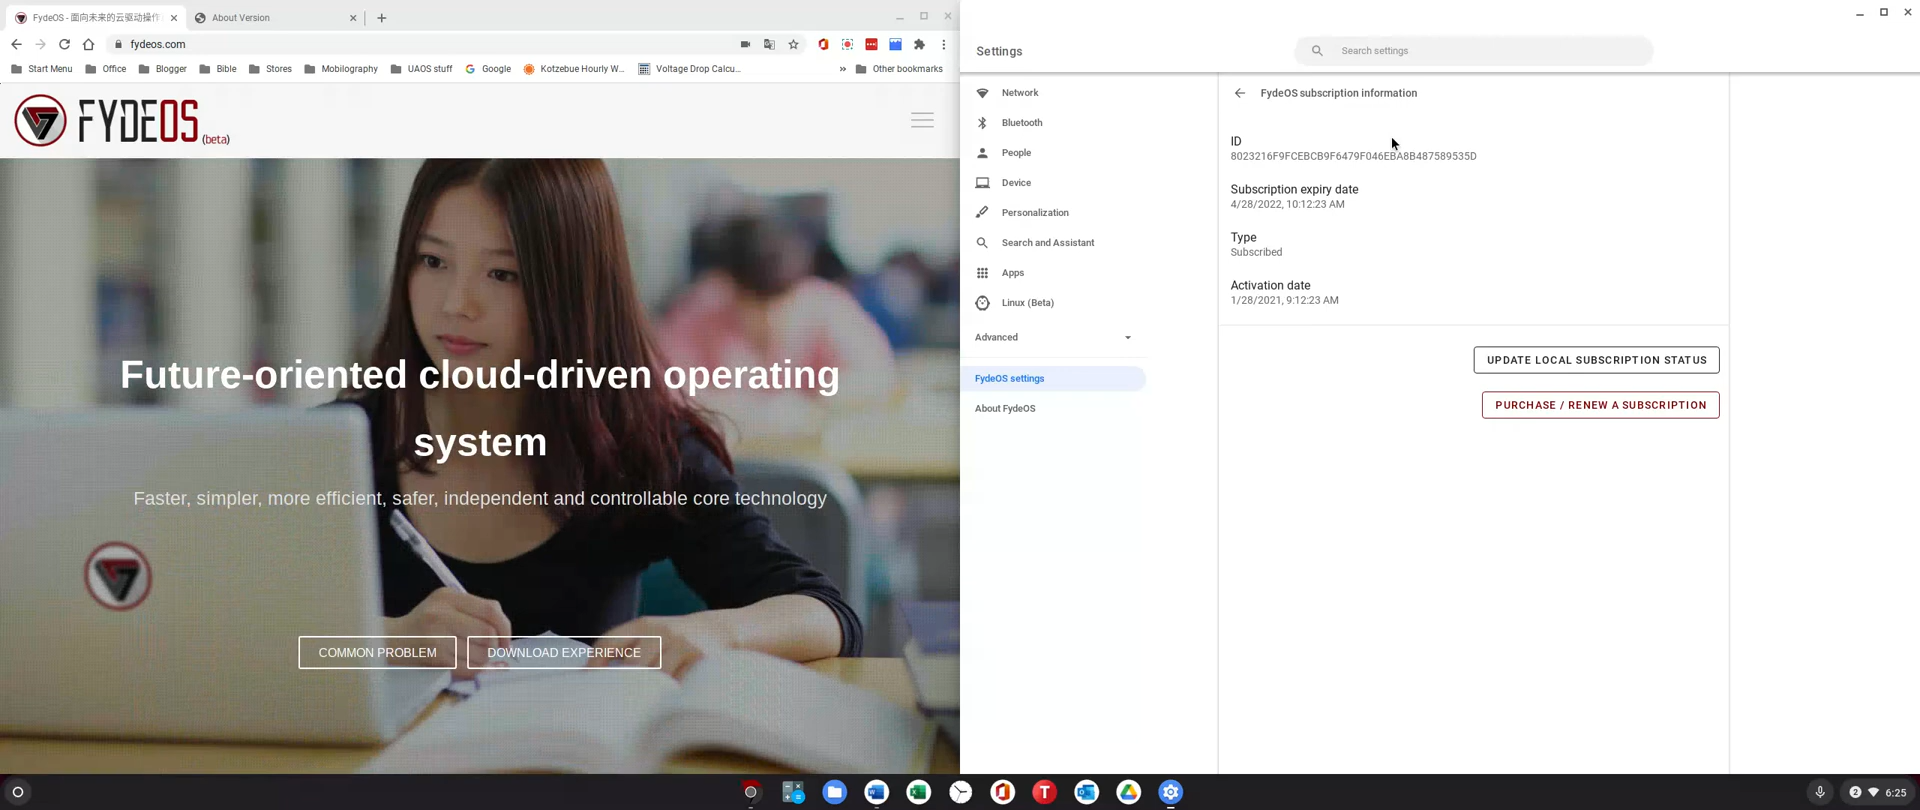 FydeOS - 面向未来的云驱动操作
About Version
fydeos.com
Start Menu
Office
Blogger
Bible
Stores
Mobilography
UAOS stuff
Google
Kotzebue Hourly W...
Voltage Drop Calcu...
»
Other bookmarks
FYDEOS (beta)
Future-oriented cloud-driven operating
system
Faster, simpler, more efficient, safer, independent and controllable core technology
COMMON PROBLEM
DOWNLOAD EXPERIENCE
Settings
Search settings
Network
Bluetooth
People
Device
Personalization
Search and Assistant
Apps
Linux (Beta)
Advanced
FydeOS settings
About FydeOS
FydeOS subscription information
ID
8023216F9FCEBCB9F6479F046EBA8B487589535D
Subscription expiry date
4/28/2022, 10:12:23 AM
Type
Subscribed
Activation date
1/28/2021, 9:12:23 AM
UPDATE LOCAL SUBSCRIPTION STATUS
PURCHASE / RENEW A SUBSCRIPTION
T
2
6:25